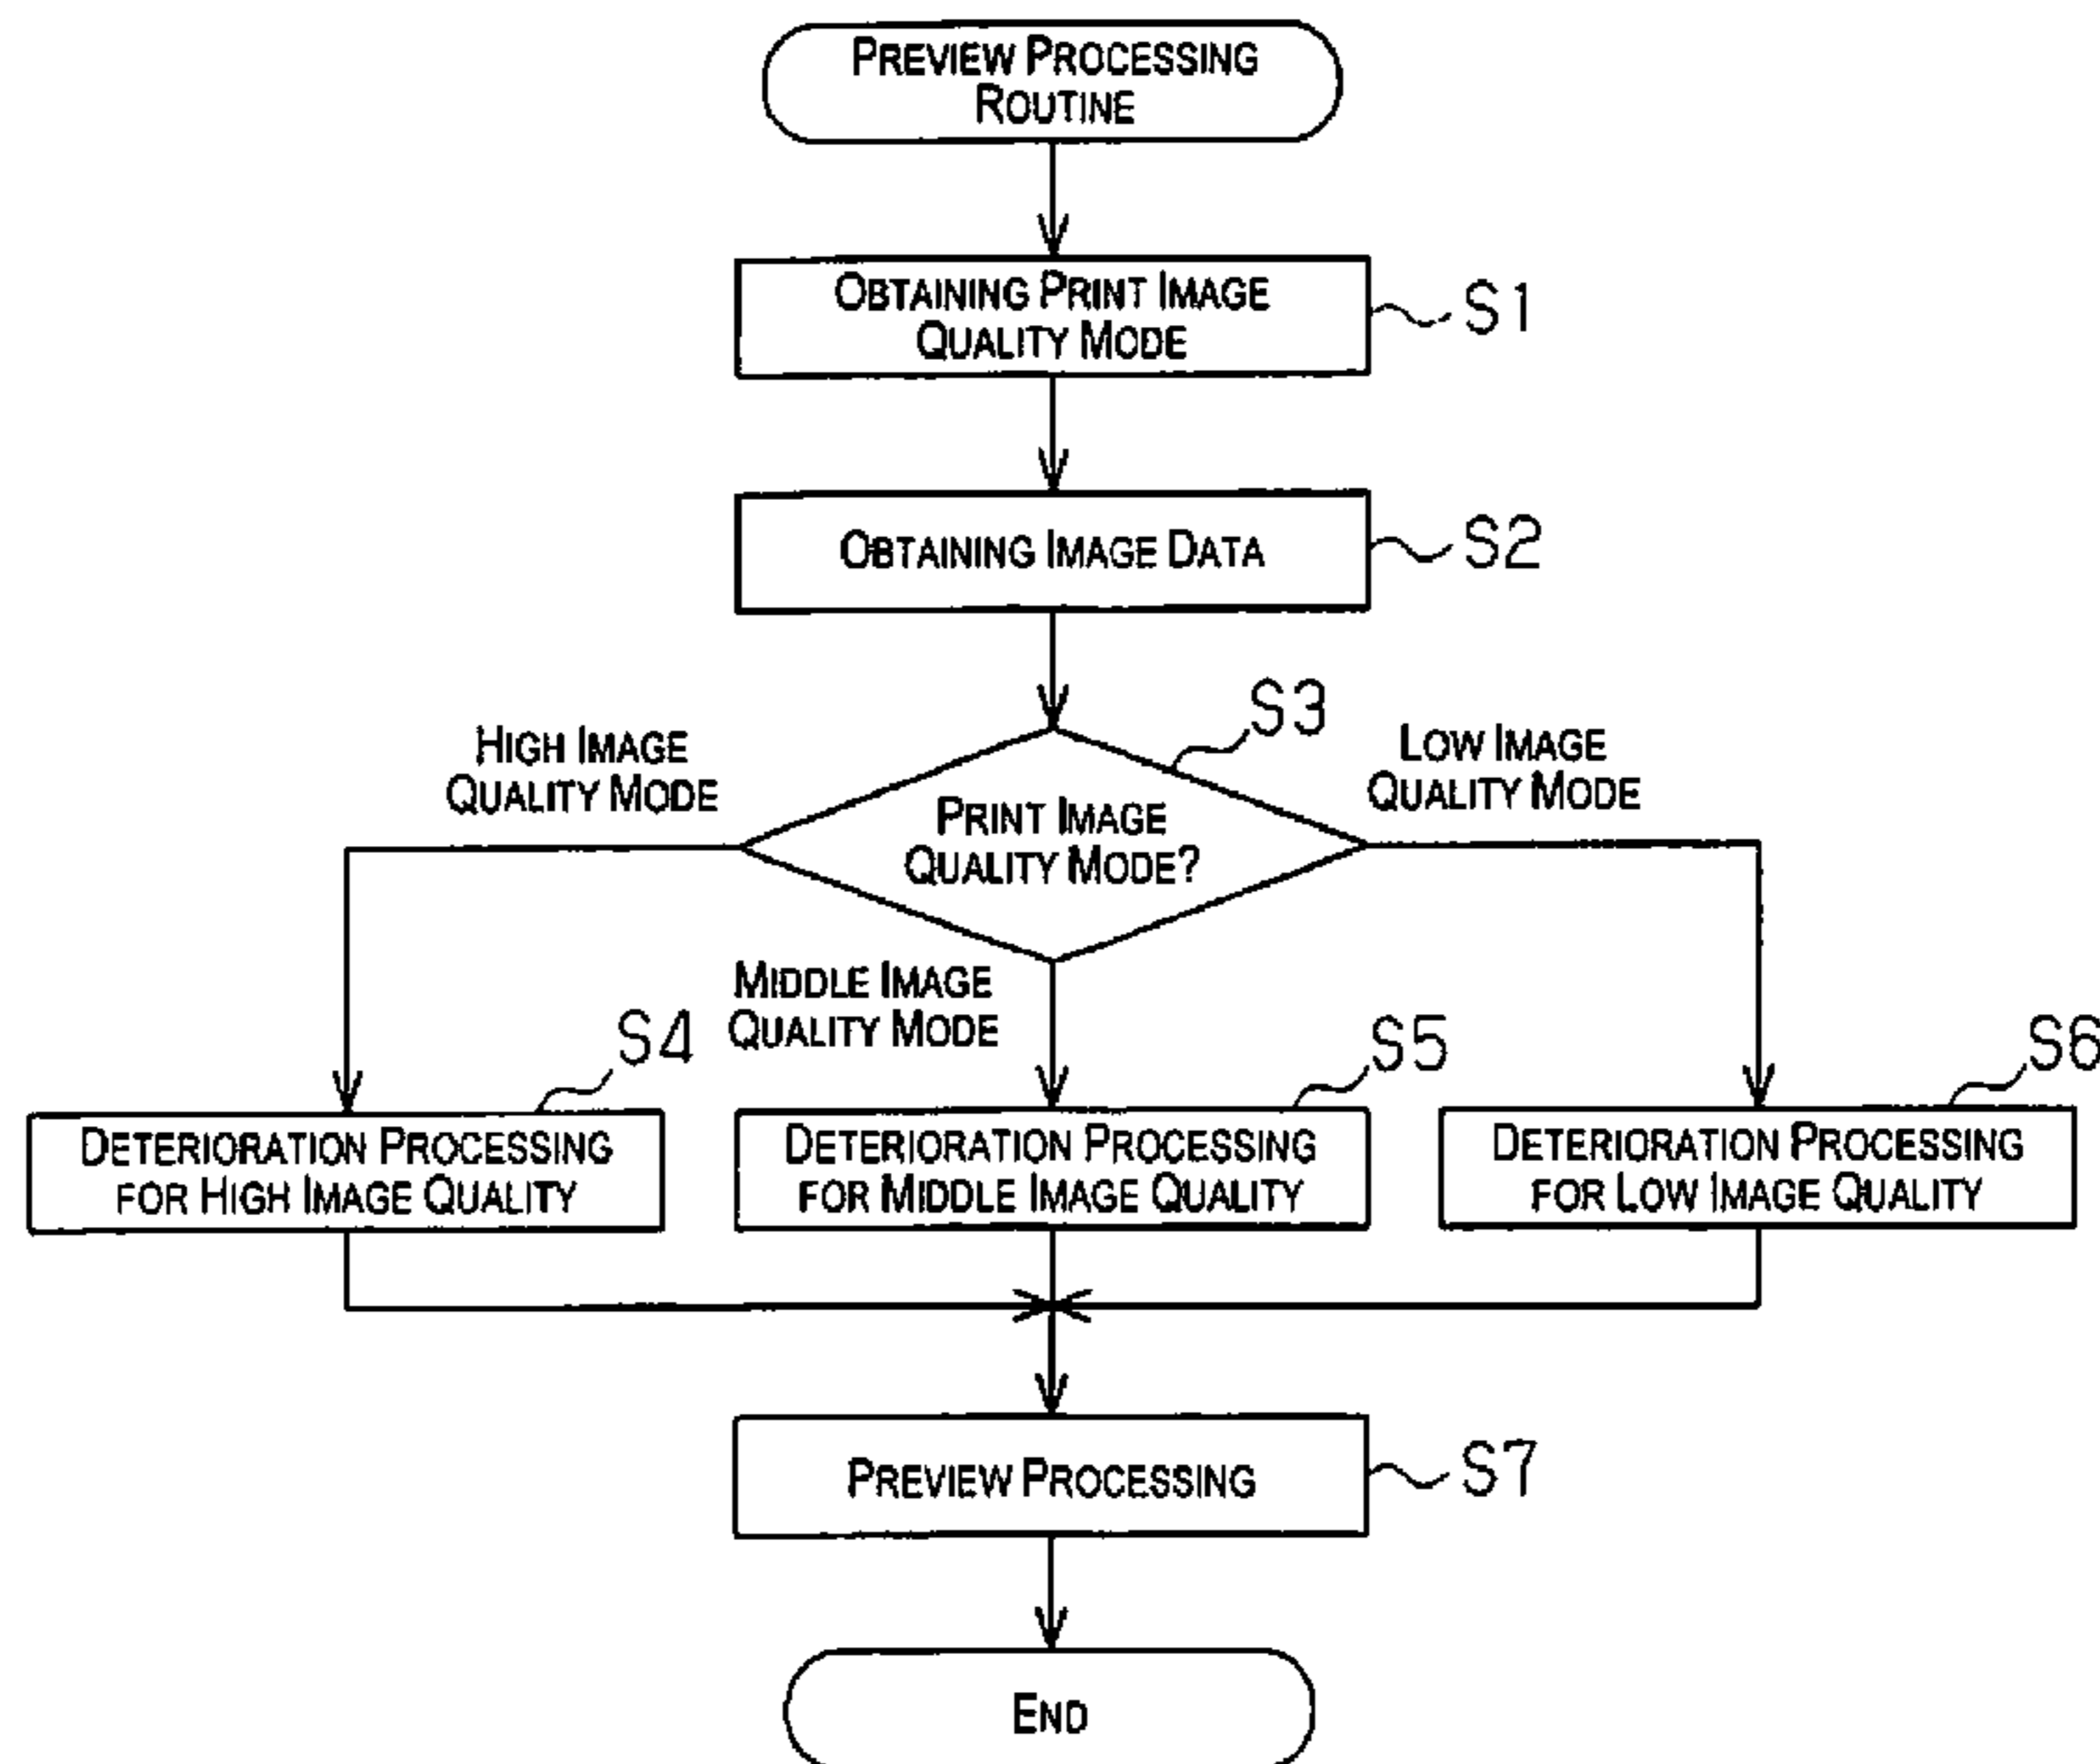 PREVIEW PROCESSING
ROUTINE
OBTAINING PRINT IMAGE
QUALITY MODE
S1
OBTAINING IMAGE DATA
S2
S3
HIGH IMAGE
QUALITY MODE
PRINT IMAGE
QUALITY MODE?
LOW IMAGE
QUALITY MODE
MIDDLE IMAGE
QUALITY MODE
S4
DETERIORATION PROCESSING
FOR HIGH IMAGE QUALITY
S5
DETERIORATION PROCESSING
FOR MIDDLE IMAGE QUALITY
S6
DETERIORATION PROCESSING
FOR LOW IMAGE QUALITY
PREVIEW PROCESSING
S7
END